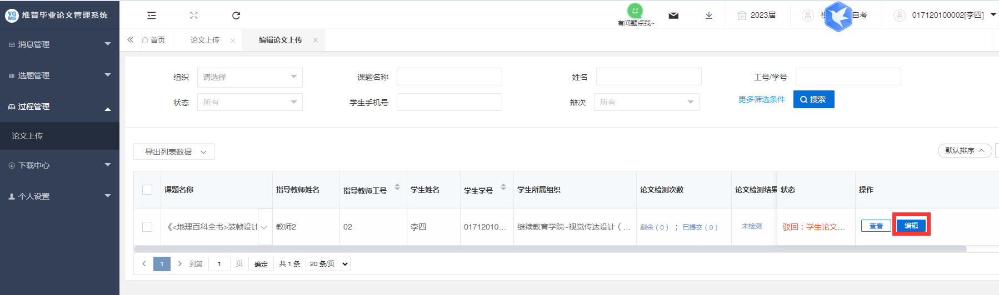 VG
MS
维普毕业论文管理系统
消息管理
选题管理
过程管理
论文上传
下载中心
个人设置
有问题点我~
2023届
自考
017120100002[李四]
首页
论文上传
编辑论文上传
组织 请选择
课题名称
姓名
工号/学号
状态 所有
学生手机号
辩次 所有
更多筛选条件
搜索
导出列表数据
默认排序
课题名称 指导教师姓名 指导教师工号 学生姓名 学生学号 学生所属组织 论文检测次数 论文检测结果 状态 操作
《<地理百科全书>装帧设计 教师2 02 李四 01712010... 继续教育学院~视觉传达设计（... 剩余（0）；已提交（0） 未检测 驳回：学生论文... 查看 编辑
1 到第 1 页 确定 共 1 条 20 条/页